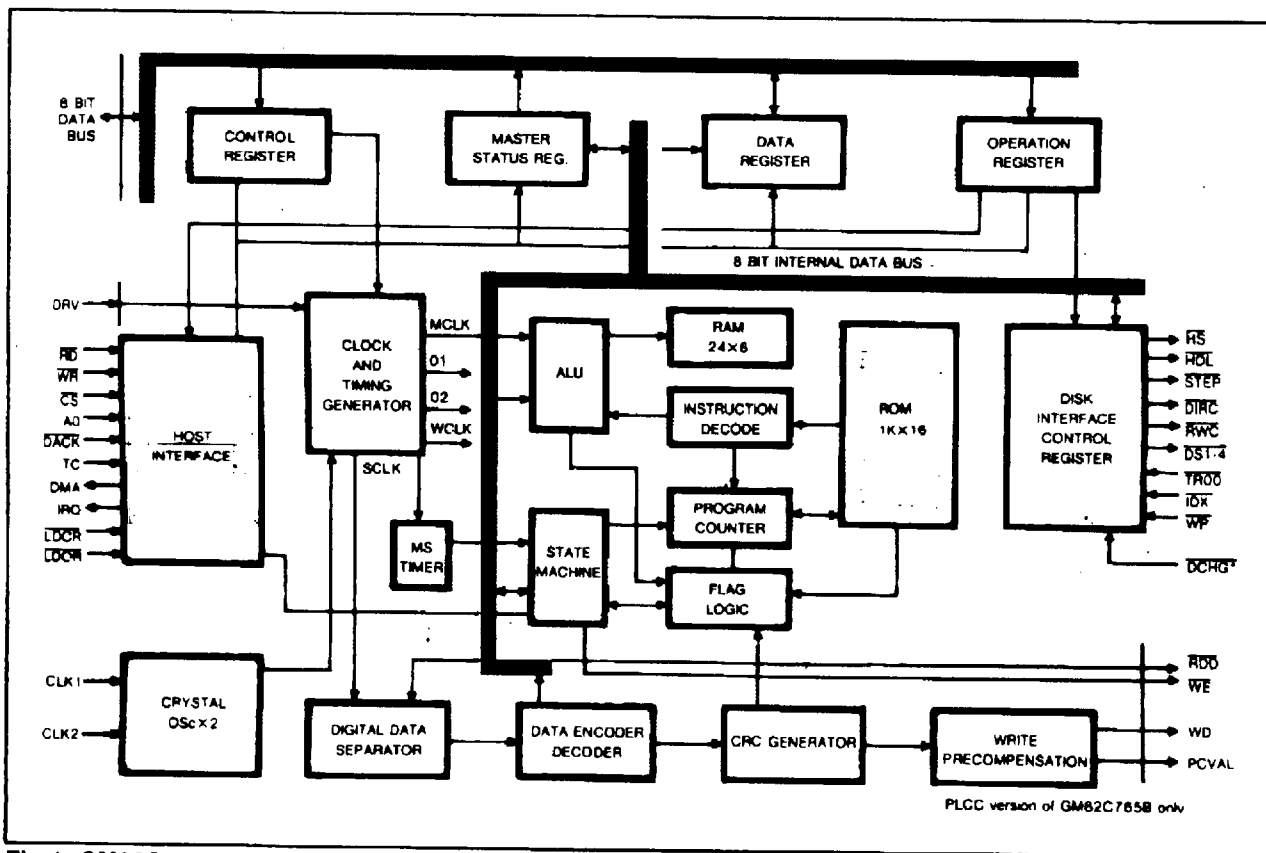 8 BIT
DATA
BUS
CONTROL
REGISTER
MASTER
STATUS REG.
DATA
REGISTER
OPERATION
REGISTER
8 BIT INTERNAL DATA BUS
DRV
CLOCK
AND
TIMING
GENERATOR
MCLK
01
02
WCLK
SCLK
ALU
RAM
24×8
INSTRUCTION
DECODE
ROM
1K×16
DISK
INTERFACE
CONTROL
REGISTER
HS
HDL
STEP
DIRC
RWC
DS1-4
TR00
IDX
WP
DCHG*
RD
WR
CS
A0
DACK
TC
DMA
IRQ
LDCR
LDOR
HOST
INTERFACE
MS
TIMER
STATE
MACHINE
PROGRAM
COUNTER
FLAG
LOGIC
RDD
WE
CLK1
CLK2
CRYSTAL
OSc×2
DIGITAL DATA
SEPARATOR
DATA ENCODER
DECODER
CRC GENERATOR
WRITE
PRECOMPENSATION
WD
PCVAL
PLCC version of GM82C765B only